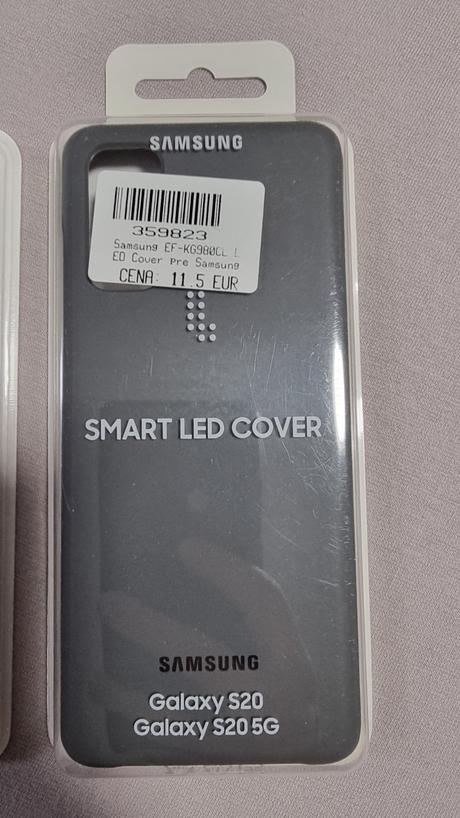 SAMSUNG
359823
Samsung EF-KG980CL L
ED Cover pre Samsung
CENA: 11.5 EUR
SMART LED COVER
SAMSUNG
Galaxy S20
Galaxy S20 5G